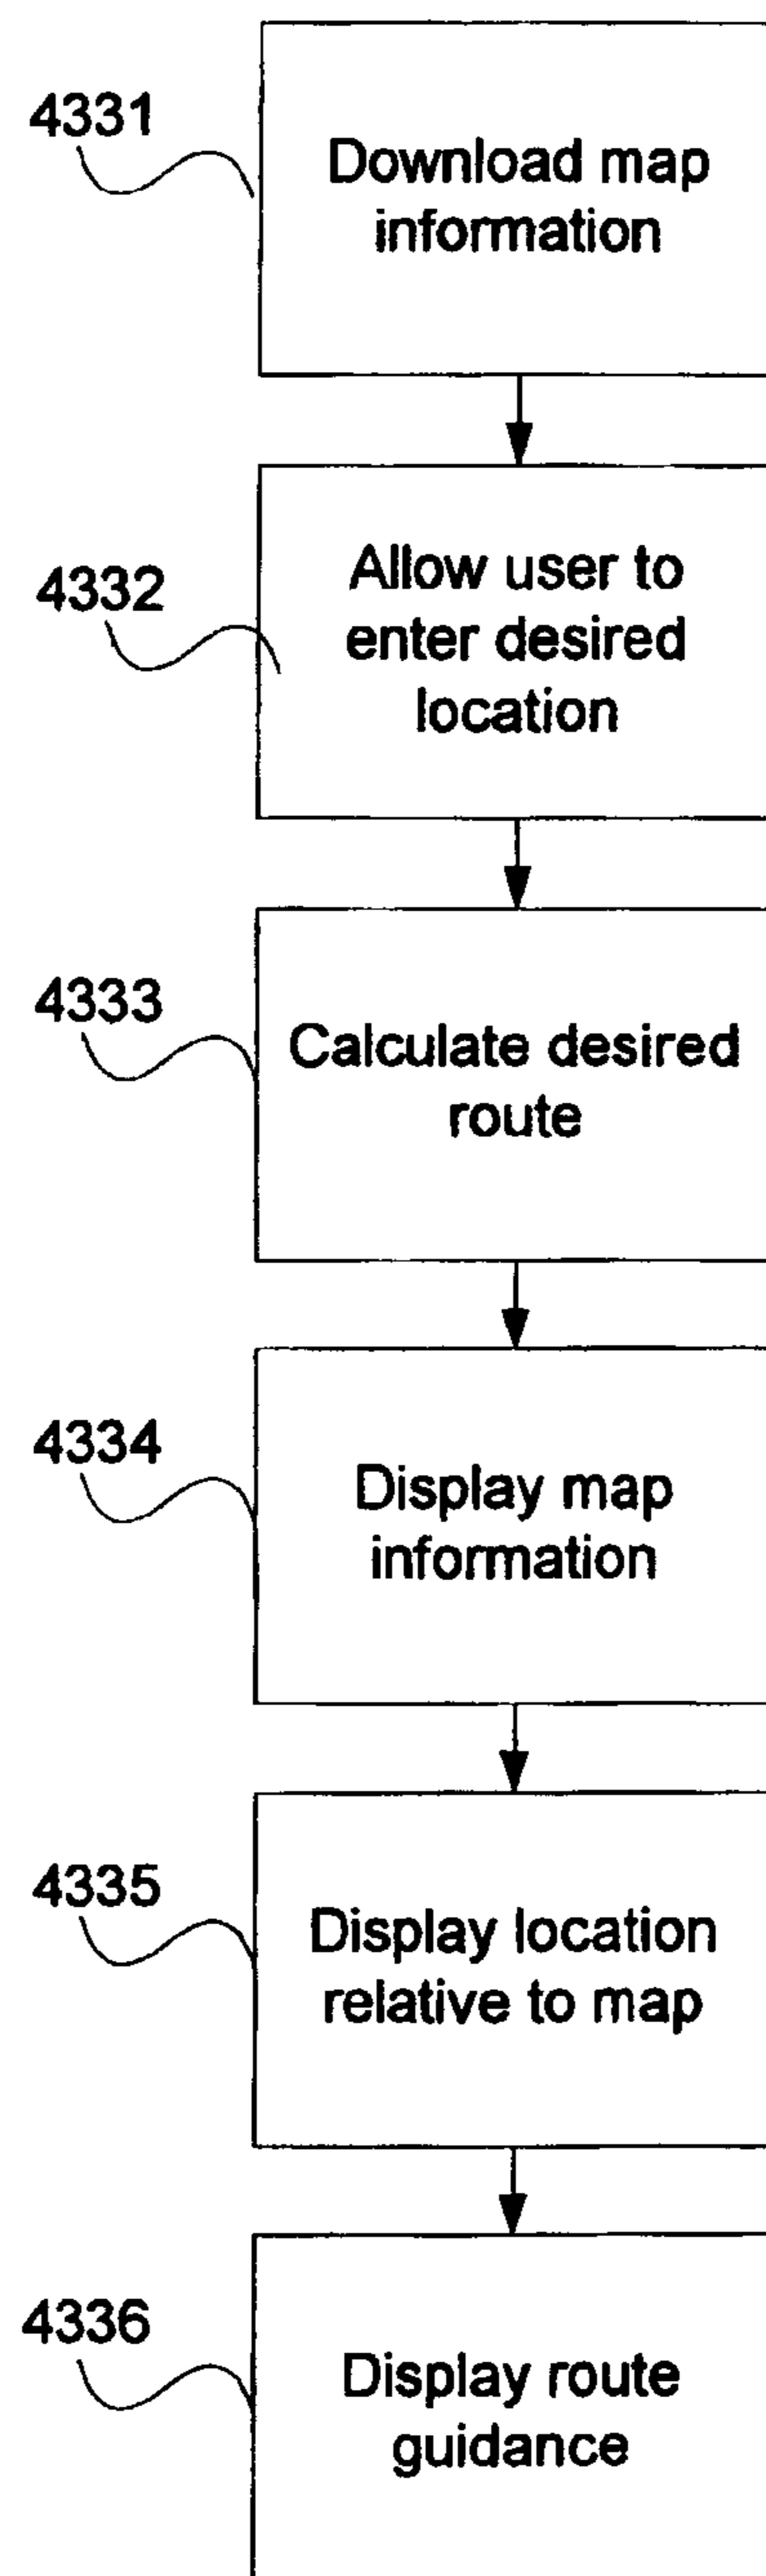 4331
Download map
information
4332
Allow user to
enter desired
location
4333
Calculate desired
route
4334
Display map
information
4335
Display location
relative to map
4336
Display route
guidance